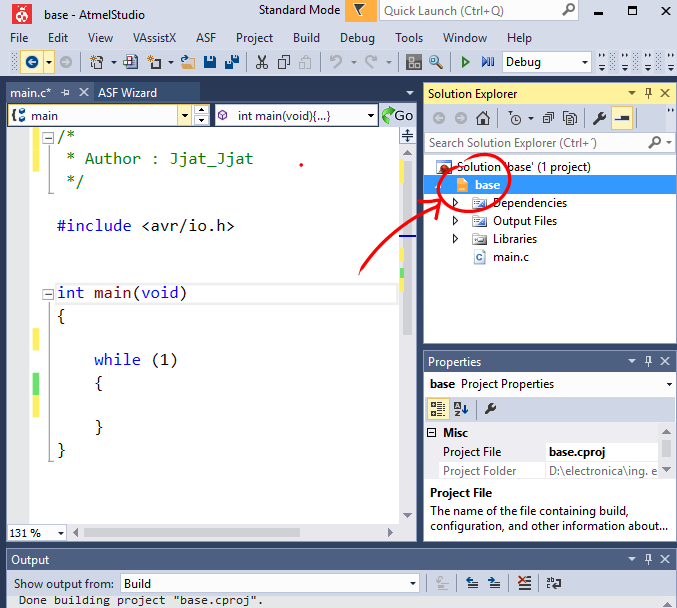 base - AtmelStudio
Standard Mode
Quick Launch (Ctrl+Q)
File Edit View VAssistX ASF Project Build Debug Tools Window Help
Debug
main.c*
ASF Wizard
main
int main(void){...}
Go
/*
* Author : Jjat_Jjat
*/
#include <avr/io.h>
int main(void)
{
while (1)
{
}
}
131 %
Solution Explorer
Search Solution Explorer (Ctrl+´)
Solution 'base' (1 project)
base
Dependencies
Output Files
Libraries
main.c
Properties
base Project Properties
Misc
Project File base.cproj
Project Folder D:\electronica\ing. e
Project File
The name of the file containing build,
configuration, and other information about...
Output
Show output from: Build
Done building project "base.cproj".